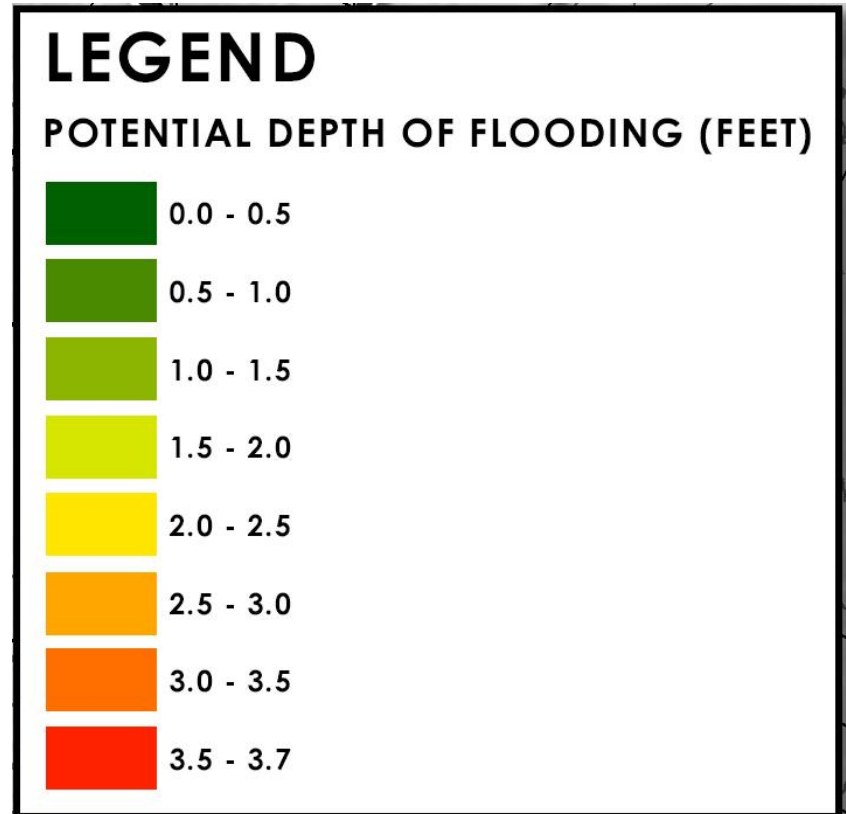 LEGEND
POTENTIAL DEPTH OF FLOODING (FEET)
0.0 - 0.5
0.5 - 1.0
1.0 - 1.5
1.5 - 2.0
2.0 - 2.5
2.5 - 3.0
3.0 - 3.5
3.5 - 3.7